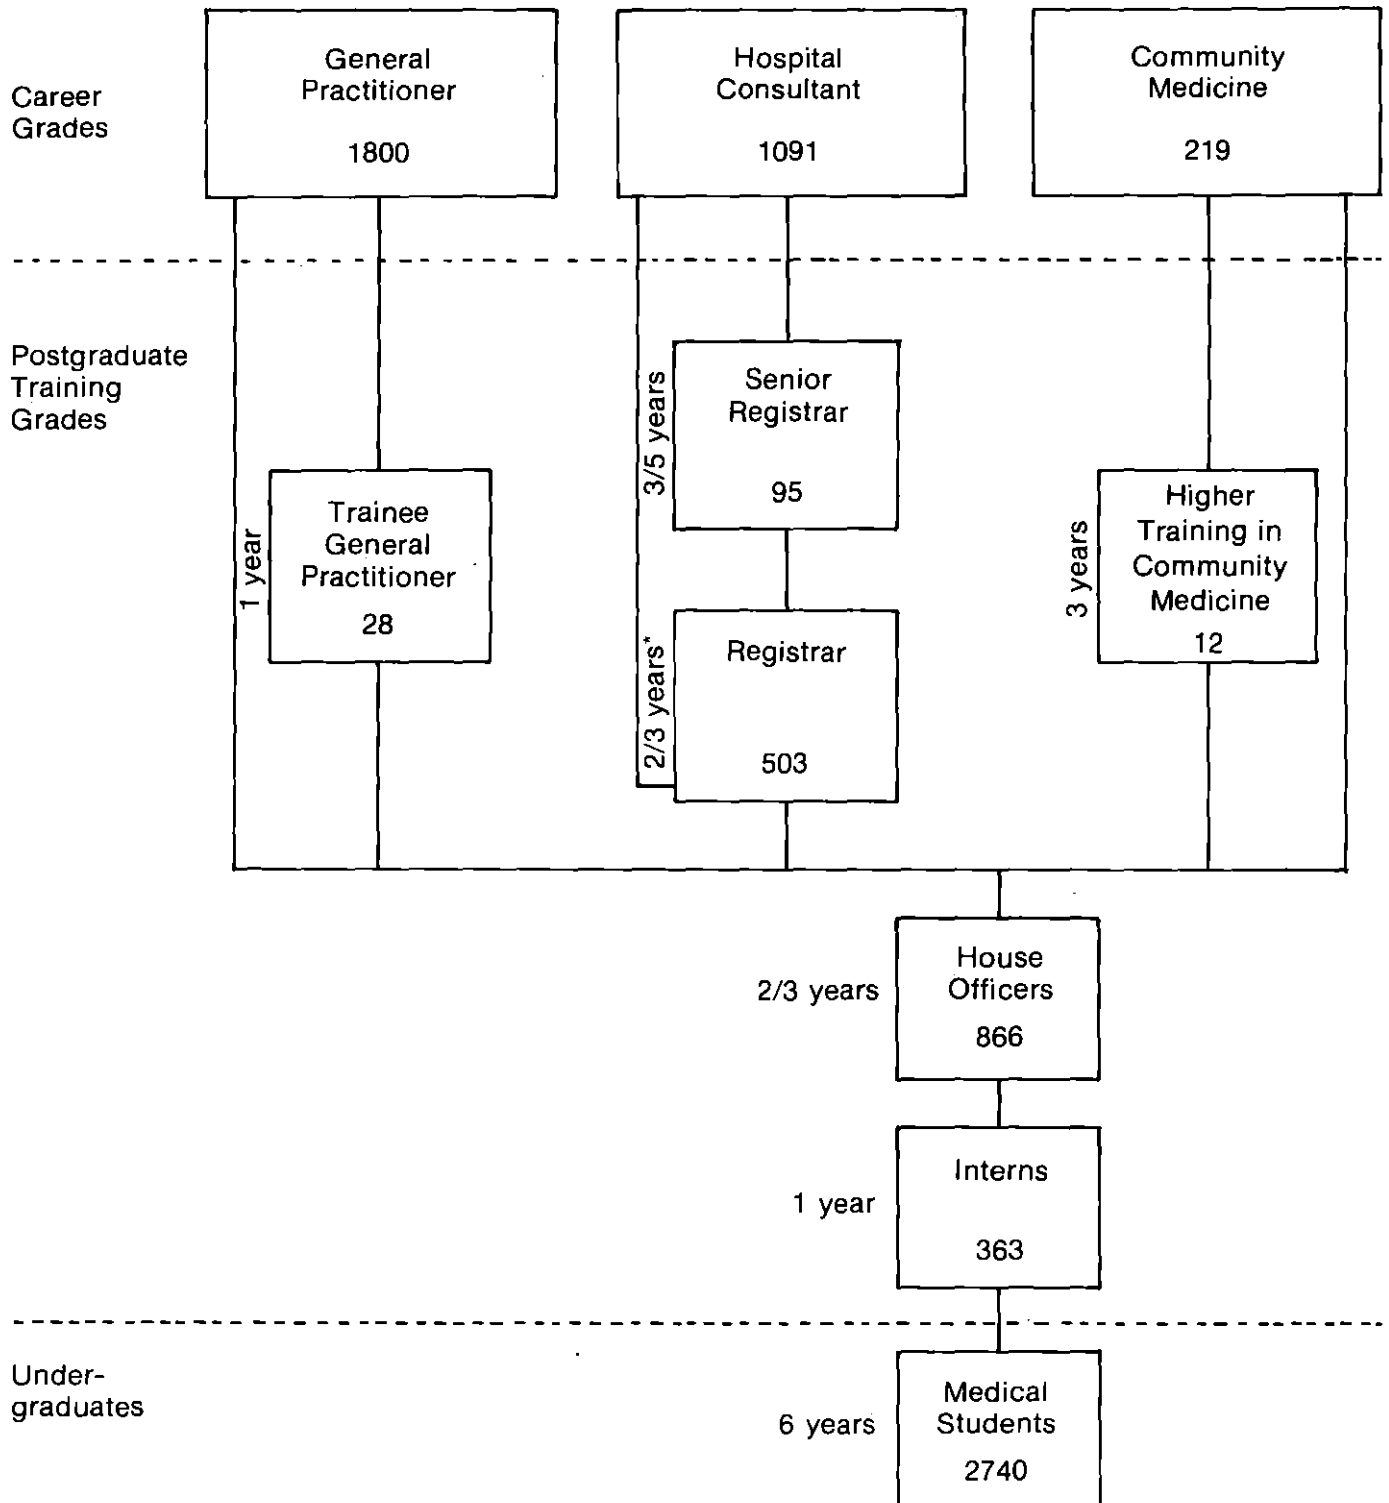 Career
Grades
General
Practitioner
1800
Hospital
Consultant
1091
Community
Medicine
219
Postgraduate
Training
Grades
1 year
Trainee
General
Practitioner
28
3/5 years
Senior
Registrar
95
2/3 years*
Registrar
503
3 years
Higher
Training in
Community
Medicine
12
2/3 years
House
Officers
866
1 year
Interns
363
Under-
graduates
6 years
Medical
Students
2740